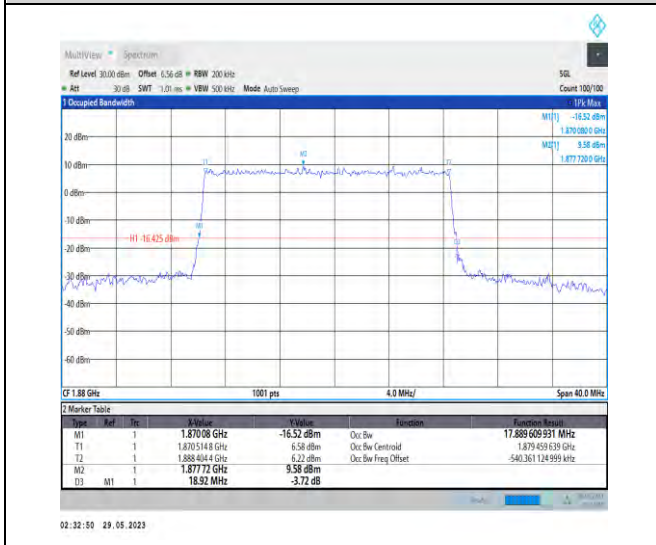 MultiView Spectrum
Ref Level 30.00 dBm Offset 6.56 dB RBW 200 kHz SGL
Att 30 dB SWT 1.01 ms VBW 500 kHz Mode Auto Sweep Count 100/100
1 Occupied Bandwidth 1Pk Max
M1[1] -16.52 dBm
1.870 080 0 GHz
M2[1] 9.58 dBm
1.877 720 0 GHz
20 dBm
M2
T1 T2
10 dBm
0 dBm
-10 dBm
M1
H1 -16.425 dBm
D3
-20 dBm
-30 dBm
-40 dBm
-50 dBm
-60 dBm
CF 1.88 GHz 1001 pts 4.0 MHz/ Span 40.0 MHz
2 Marker Table
Type Ref Trc X-Value Y-Value Function Function Result
M1 1 1.87008 GHz -16.52 dBm Occ Bw 17.889 609 931 MHz
T1 1 1.870 514 8 GHz 6.58 dBm Occ Bw Centroid 1.879 459 639 GHz
T2 1 1.888 404 4 GHz 6.22 dBm Occ Bw Freq Offset -540.361 124 999 kHz
M2 1 1.87772 GHz 9.58 dBm
D3 M1 1 18.92 MHz -3.72 dB
02:32:50 29.05.2023